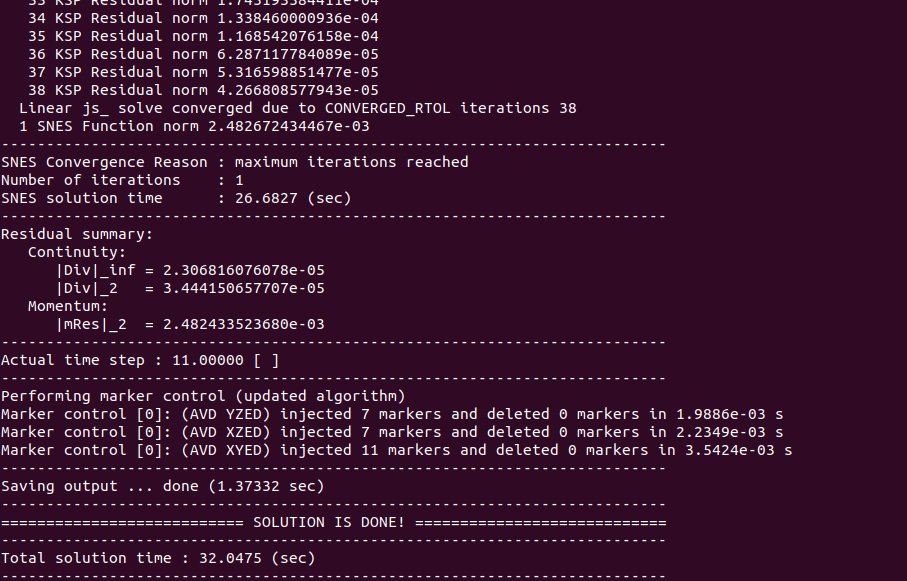 33 KSP Residual norm 1.743193384411e-04
34 KSP Residual norm 1.338460000936e-04
35 KSP Residual norm 1.168542076158e-04
36 KSP Residual norm 6.287117784089e-05
37 KSP Residual norm 5.316598851477e-05
38 KSP Residual norm 4.266808577943e-05
Linear js_ solve converged due to CONVERGED_RTOL iterations 38
1 SNES Function norm 2.482672434467e-03
--------------------------------------------------------------------------
SNES Convergence Reason : maximum iterations reached
Number of iterations    : 1
SNES solution time      : 26.6827 (sec)
--------------------------------------------------------------------------
Residual summary:
Continuity:
|Div|_inf = 2.306816076078e-05
|Div|_2   = 3.444150657707e-05
Momentum:
|mRes|_2  = 2.482433523680e-03
--------------------------------------------------------------------------
Actual time step : 11.00000 [ ]
--------------------------------------------------------------------------
Performing marker control (updated algorithm)
Marker control [0]: (AVD YZED) injected 7 markers and deleted 0 markers in 1.9886e-03 s
Marker control [0]: (AVD XZED) injected 7 markers and deleted 0 markers in 2.2349e-03 s
Marker control [0]: (AVD XYED) injected 11 markers and deleted 0 markers in 3.5424e-03 s
--------------------------------------------------------------------------
Saving output ... done (1.37332 sec)
--------------------------------------------------------------------------
=========================== SOLUTION IS DONE! ============================
--------------------------------------------------------------------------
Total solution time : 32.0475 (sec)
--------------------------------------------------------------------------